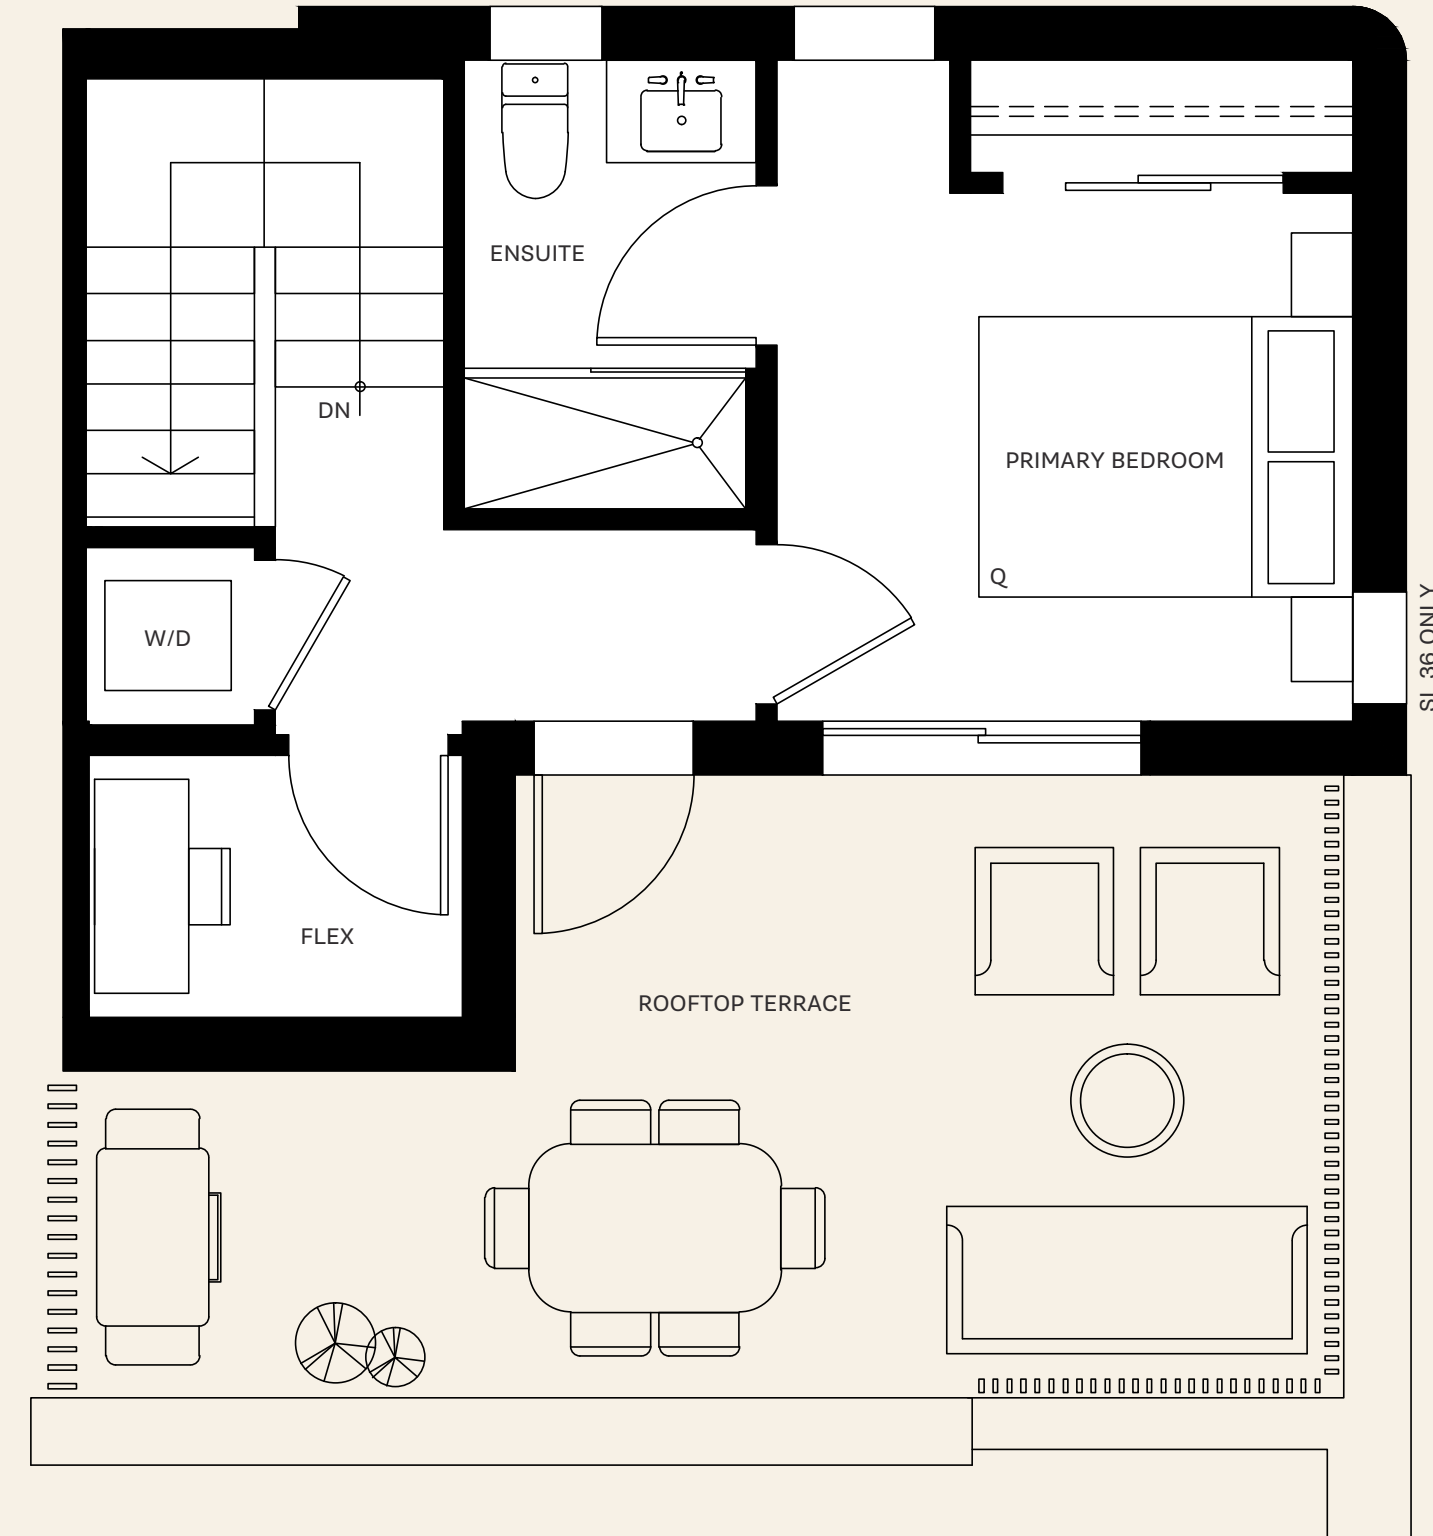 ENSUITE
DN
PRIMARY BEDROOM
Q
W/D
SL 36 ONLY
FLEX
ROOFTOP TERRACE